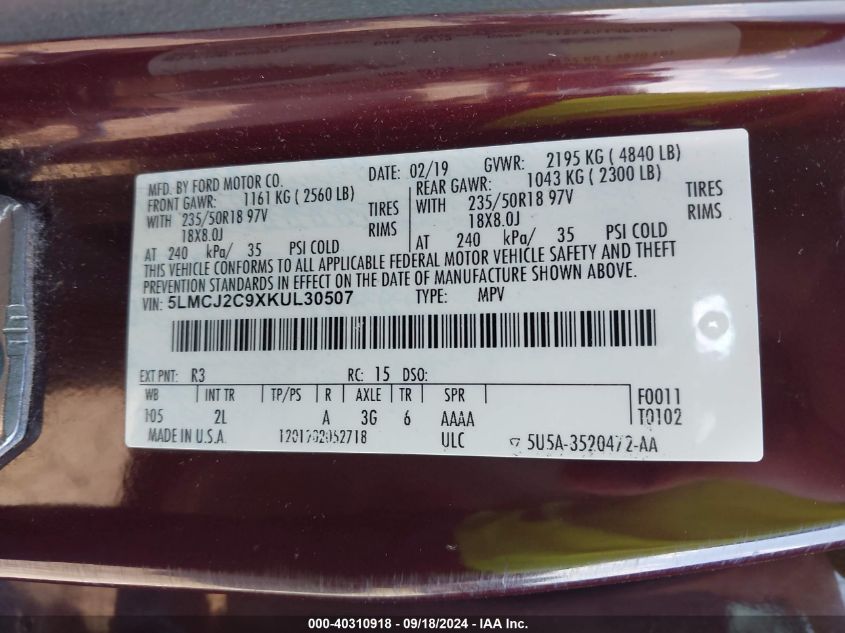 MFD. BY FORD MOTOR CO. DATE: 02/19 GVWR: 2195 KG ( 4840 LB)
FRONT GAWR: 1161 KG ( 2560 LB) REAR GAWR: 1043 KG ( 2300 LB)
WITH 235/50R18 97V TIRES WITH 235/50R18 97V TIRES
18X8.0J RIMS 18X8.0J RIMS
AT 240 kPa/ 35 PSI COLD AT 240 kPa/ 35 PSI COLD
THIS VEHICLE CONFORMS TO ALL APPLICABLE FEDERAL MOTOR VEHICLE SAFETY AND THEFT
PREVENTION STANDARDS IN EFFECT ON THE DATE OF MANUFACTURE SHOWN ABOVE.
VIN: 5LMCJ2C9XKUL30507 TYPE: MPV
EXT PNT: R3 RC: 15 DSO:
WB INT TR TP/PS R AXLE TR SPR F0011
105 2L A 3G 6 AAAA T0102
MADE IN U.S.A. ULC 5U5A-3520472-AA
000-40310918 - 09/18/2024 - IAA Inc.